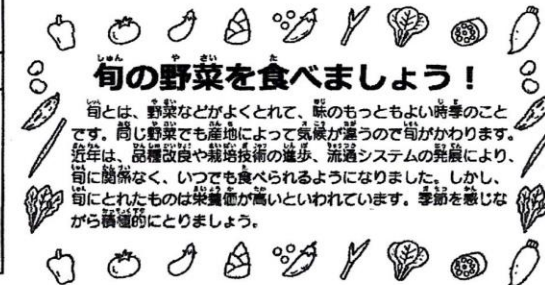 旬の野菜を食べましょう！
旬とは、野菜などがよくとれて、味のもっともよい時季のこと
です。同じ野菜でも産地によって気候が違うので旬がかわります。
近年は、品種改良や栽培技術の進歩、流通システムの発展により、
旬に関係なく、いつでも食べられるようになりました。しかし、
旬にとれたものは栄養価が高いといわれています。季節を感じな
がら積極的にとりましょう。